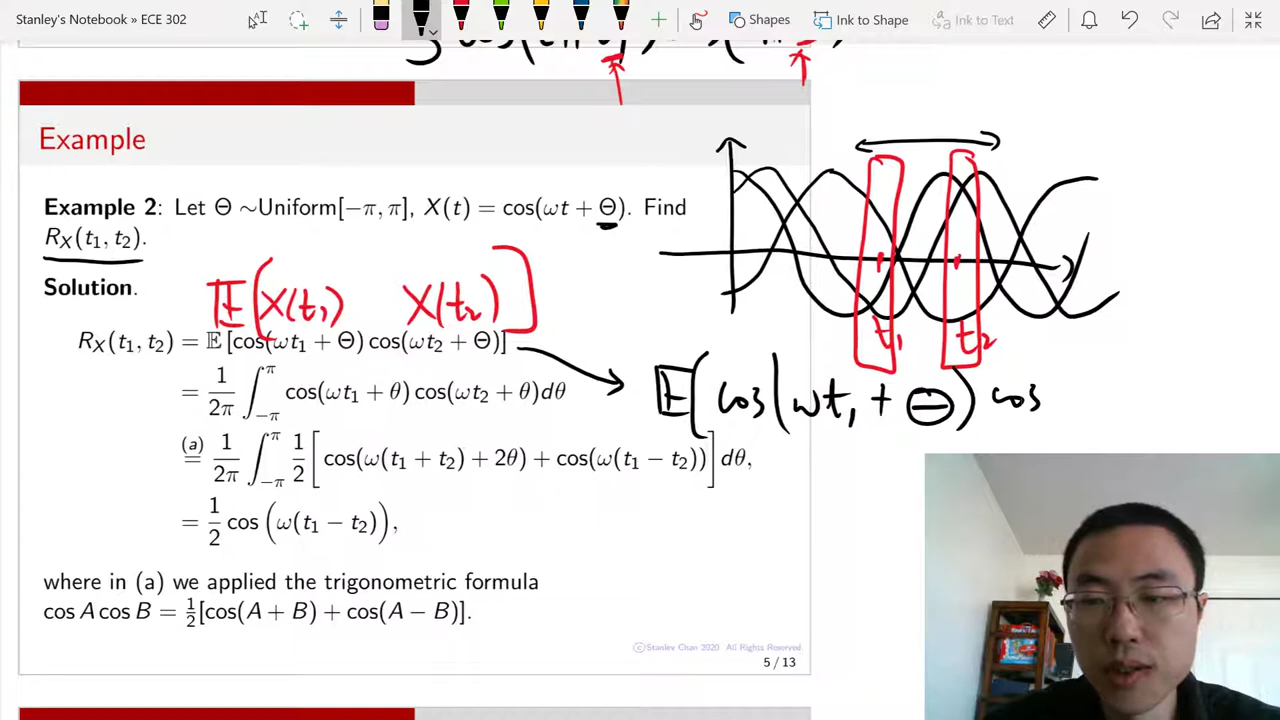 Stanley's Notebook » ECE 302
Shapes
Ink to Shape
Ink to Text
Example
Example 2: Let Θ ∼Uniform[−π, π], X(t) = cos(ωt + Θ). Find
R_X(t₁, t₂).
Solution.
𝔼[X(t₁) X(t₂)]
R_X(t₁, t₂) = 𝔼 [cos(ωt₁ + Θ) cos(ωt₂ + Θ)]
= 1/2π ∫_{−π}^{π} cos(ωt₁ + θ) cos(ωt₂ + θ)dθ
(a)= 1/2π ∫_{−π}^{π} 1/2 [ cos(ω(t₁ + t₂) + 2θ) + cos(ω(t₁ − t₂)) ] dθ,
= 1/2 cos (ω(t₁ − t₂)),
where in (a) we applied the trigonometric formula
cos A cos B = 1/2[cos(A + B) + cos(A − B)].
©Stanley Chan 2020 All Rights Reserved.
5 / 13
t₁ t₂
𝔼[cos(ωt₁ + Θ) cos